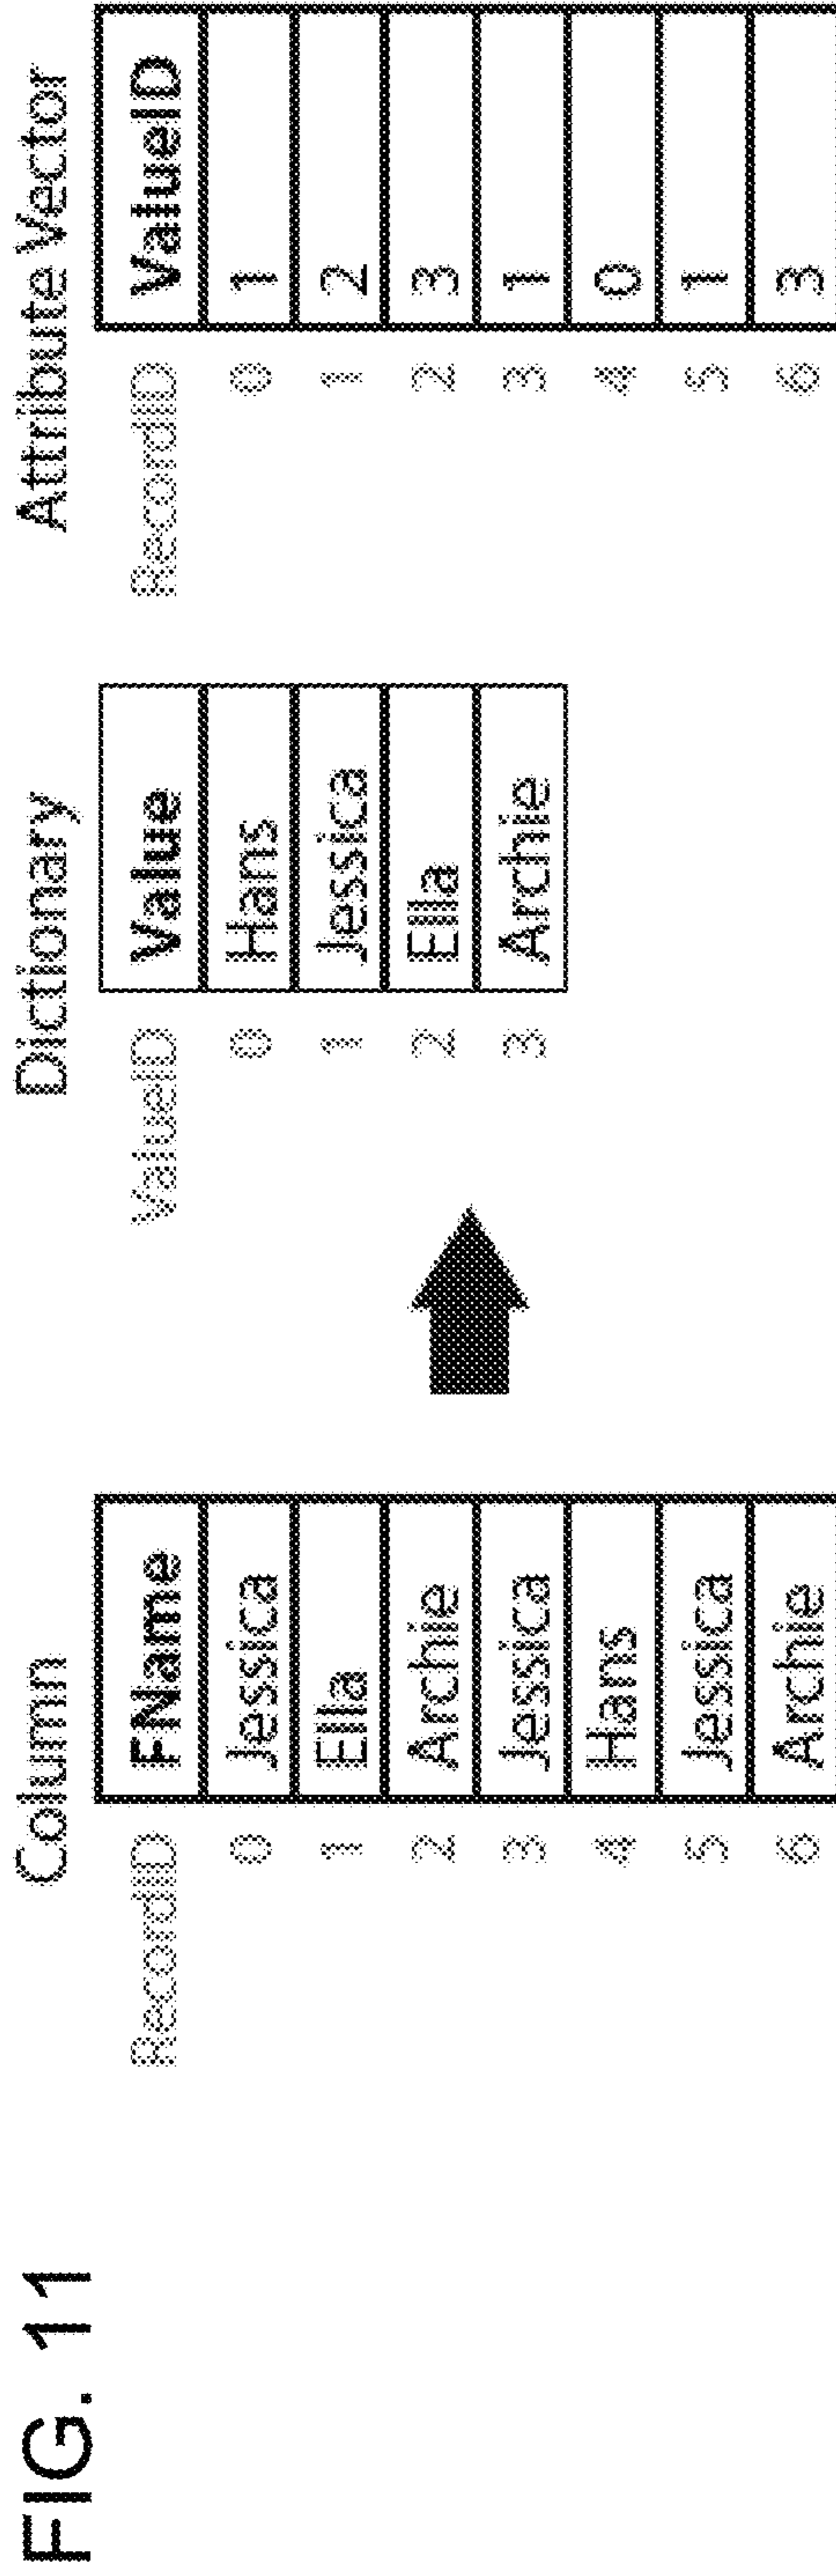 FIG. 11
Column Dictionary Attribute Vector
RecordID FName ValueID Value RecordID ValueID
0 Jessica 0 Hans 0 1
1 Ella 1 Jessica 1 2
2 Archie 2 Ella 2 3
3 Jessica 3 Archie 3 1
4 Hans 4 0
5 Jessica 5 1
6 Archie 6 3